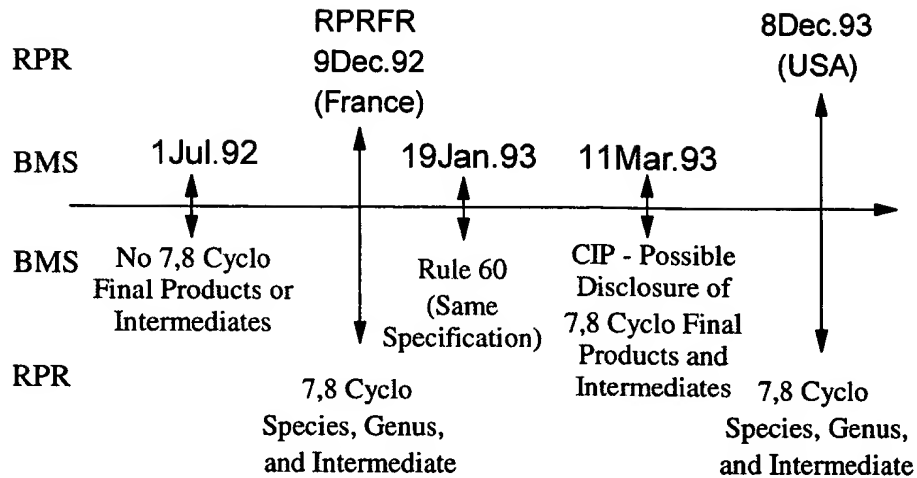 RPR
RPRFR
9Dec.92
(France)
8Dec.93
(USA)
BMS
1Jul.92
19Jan.93
11Mar.93
BMS
No 7,8 Cyclo
Final Products or
Intermediates
Rule 60
(Same
Specification)
CIP - Possible
Disclosure of
7,8 Cyclo Final
Products and
Intermediates
RPR
7,8 Cyclo
Species, Genus,
and Intermediate
7,8 Cyclo
Species, Genus,
and Intermediate